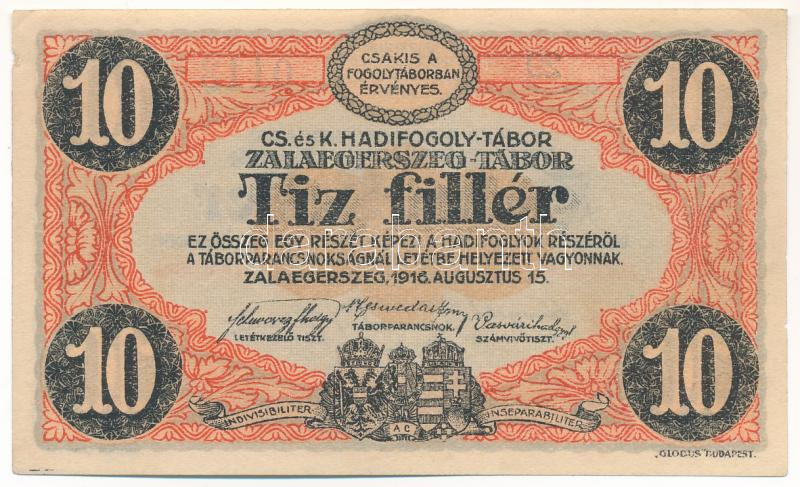 10
CSAKIS A
FOGOLYTÁBORBAN
ÉRVÉNYES.
10
CS. és K. HADIFOGOLY-TÁBOR
ZALAEGERSZEG-TÁBOR
Tiz fillér
darabanth
EZ ÖSSZEG EGY RÉSZÉT KÉPEZI A HADIFOGLYOK RÉSZÉRŐL
A TÁBORPARANCSNOKSÁGNÁL LETÉTBE HELYEZETT VAGYONNAK.
ZALAEGERSZEG, 1916. AUGUSZTUS 15.
LETÉTKEZELŐ TISZT.
TÁBORPARANCSNOK.
SZÁMVIVŐTISZT.
10
INDIVISIBILITER
AC
INSEPARABILITER
10
„GLOBUS" BUDAPEST.